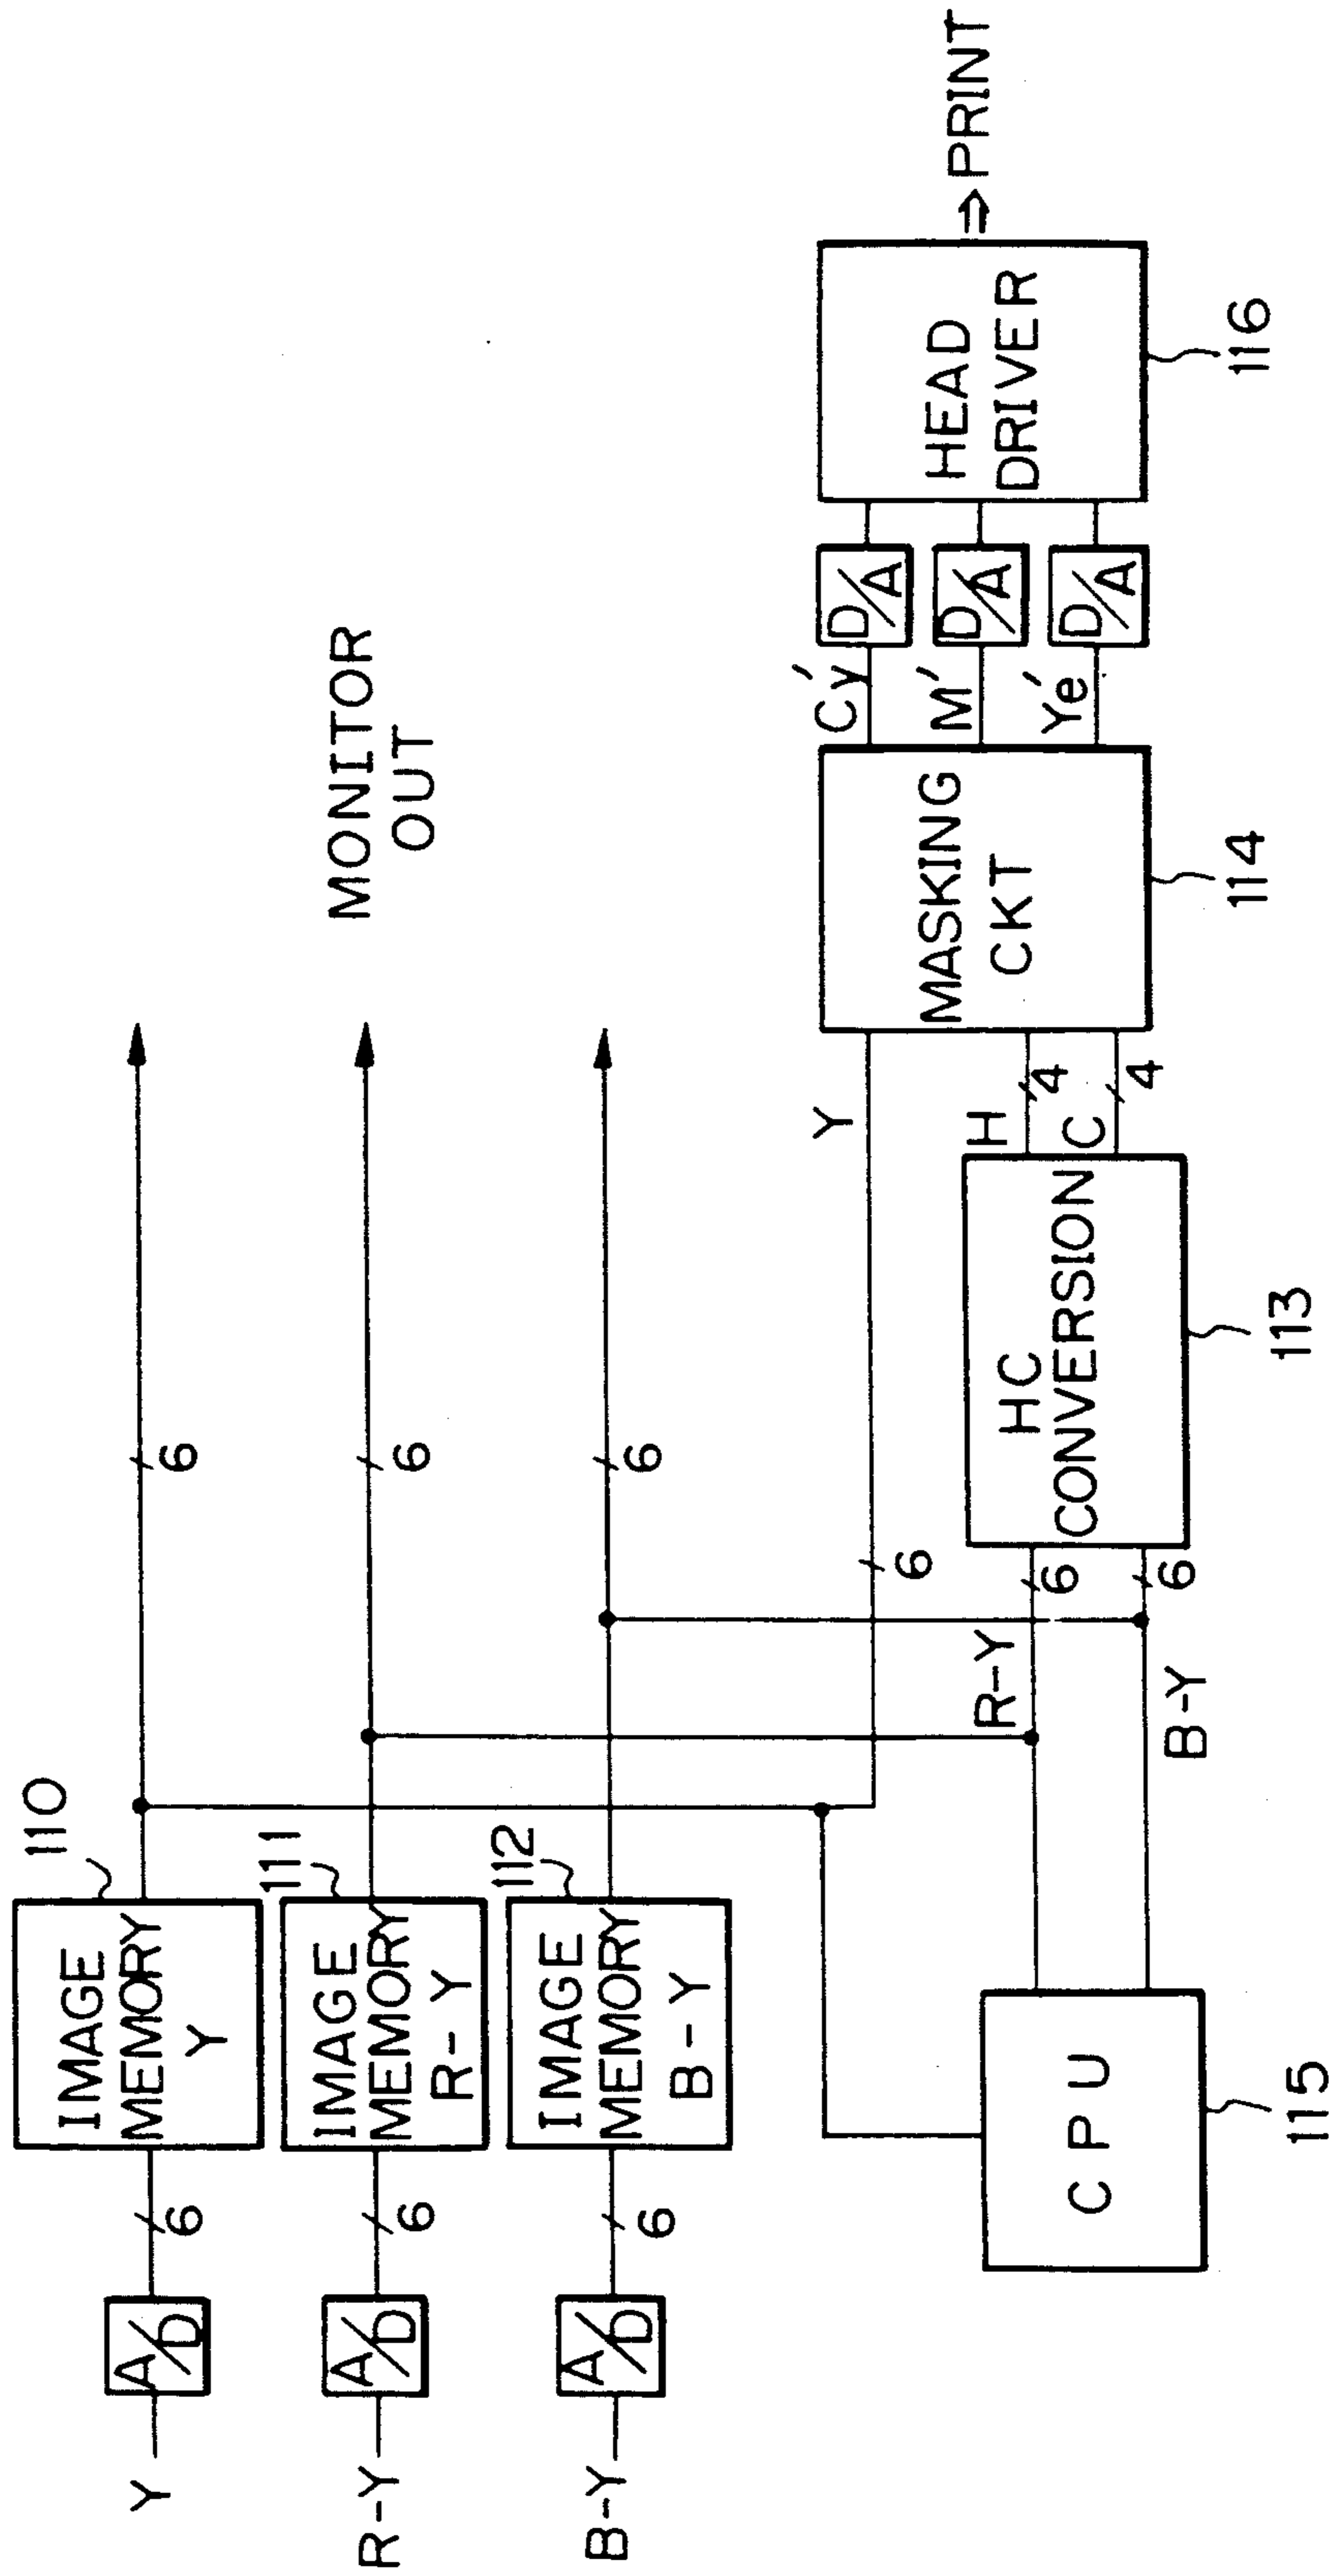 Y
A/D
6
110
IMAGE
MEMORY
Y
6
MONITOR
OUT
R-Y
A/D
6
111
IMAGE
MEMORY
R-Y
6
B-Y
A/D
6
112
IMAGE
MEMORY
B-Y
6
6
Y
R-Y
6
B-Y
6
HC
CONVERSION
113
H
4
C
4
MASKING
CKT
114
Cy'
D/A
M'
D/A
Ye'
D/A
HEAD
DRIVER
116
⇒ PRINT
CPU
115